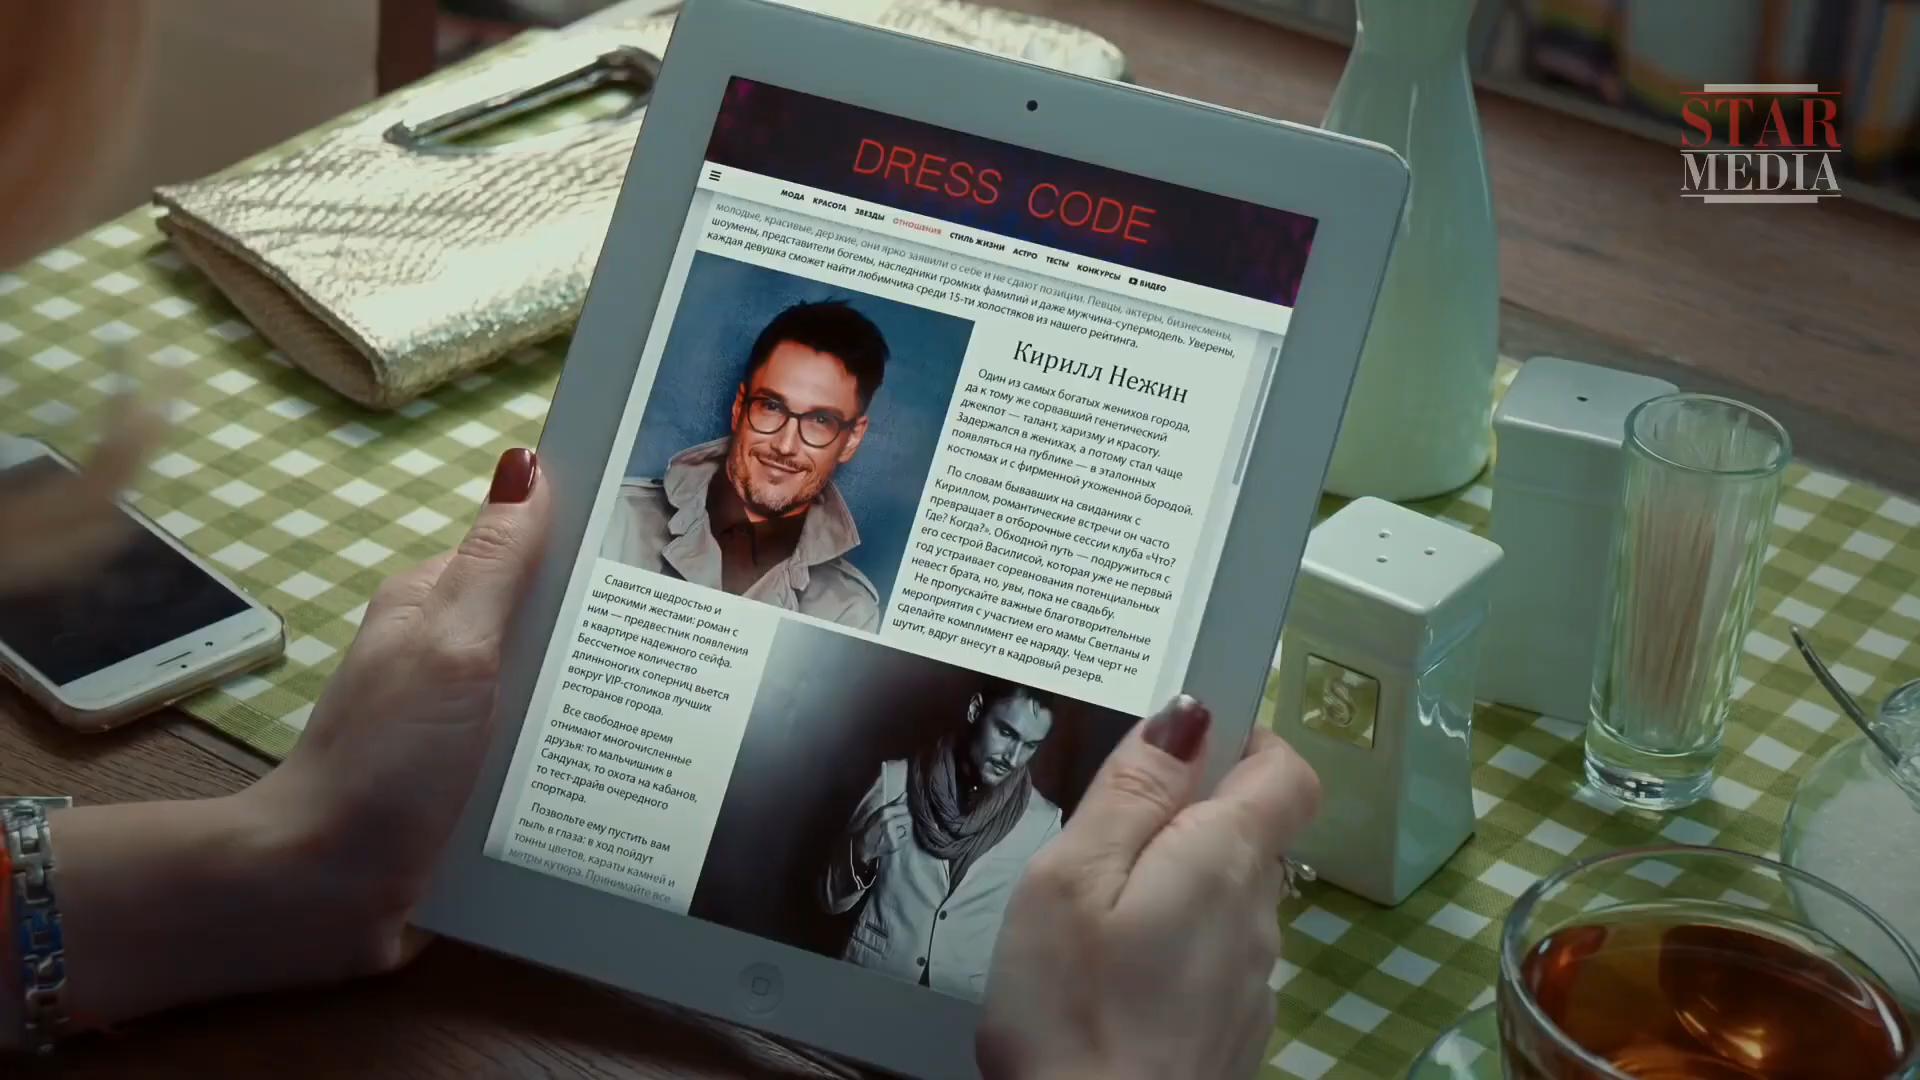 STAR
MEDIA
DRESS CODE
МОДА КРАСОТА ЗВЕЗДЫ ОТНОШЕНИЯ СТИЛЬ ЖИЗНИ АСТРО ТЕСТЫ КОНКУРСЫ ВИДЕО
молодые, красивые, дерзкие, они ярко заявили о себе и не сдают позиции. Певцы, актеры, бизнесмены,
шоумены, представители богемы, наследники громких фамилий и даже мужчина-супермодель. Уверены,
каждая девушка сможет найти любимчика среди 15-ти холостяков из нашего рейтинга.
Кирилл Нежин
Один из самых богатых женихов города,
да к тому же сорвавший генетический
джекпот — талант, харизму и красоту.
Задержался в женихах, а потому стал чаще
появляться на публике — в эталонных
костюмах и с фирменной ухоженной бородой.
По словам бывавших на свиданиях с
Кириллом, романтические встречи он часто
превращает в отборочные сессии клуба «Что?
Где? Когда?». Обходной путь — подружиться с
его сестрой Василисой, которая уже не первый
год устраивает соревнования потенциальных
невест брата, но, увы, пока не свадьбу.
Не пропускайте важные благотворительные
мероприятия с участием его мамы Светланы и
сделайте комплимент ее наряду. Чем черт не
шутит, вдруг внесут в кадровый резерв.
Славится щедростью и
широкими жестами: роман с
ним — предвестник появления
в квартире надежного сейфа.
Бессчетное количество
длинноногих соперниц вьется
вокруг VIP-столиков лучших
ресторанов города.
Все свободное время
отнимают многочисленные
друзья: то мальчишник в
Сандунах, то охота на кабанов,
то тест-драйв очередного
спорткара.
Позвольте ему пустить вам
пыль в глаза: в ход пойдут
тонны цветов, караты камней и
метры кутюра. Принимайте все
S